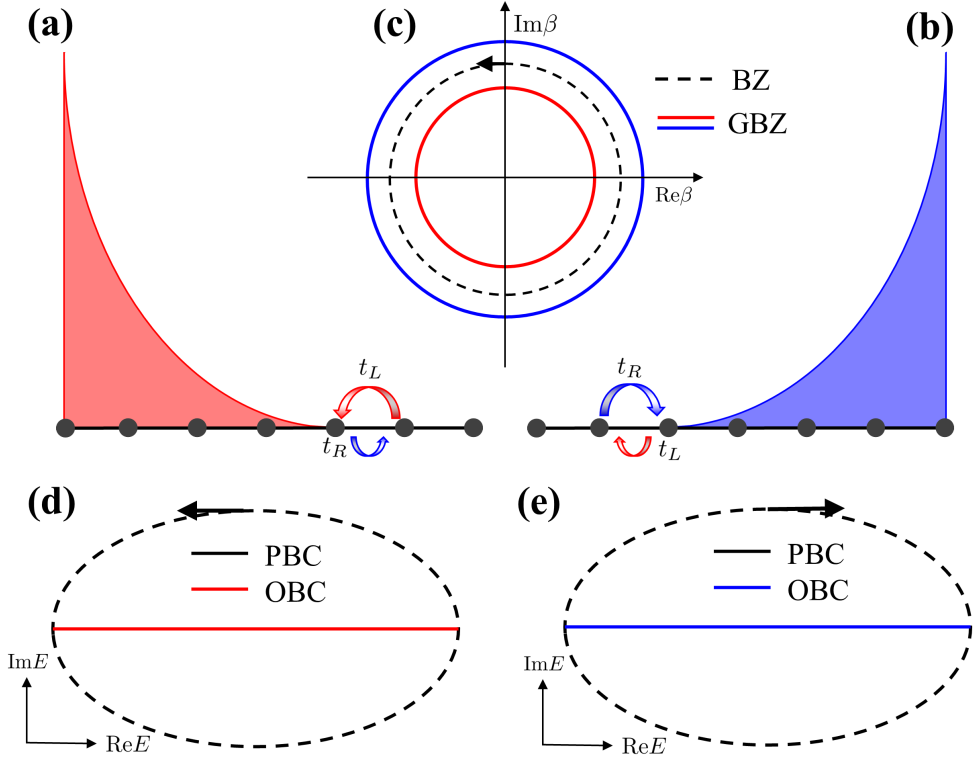 (a)
(c)
Imβ
(b)
BZ
GBZ
Reβ
t_L
t_R
t_R
t_L
(d)
PBC
OBC
ImE
ReE
(e)
PBC
OBC
ImE
ReE